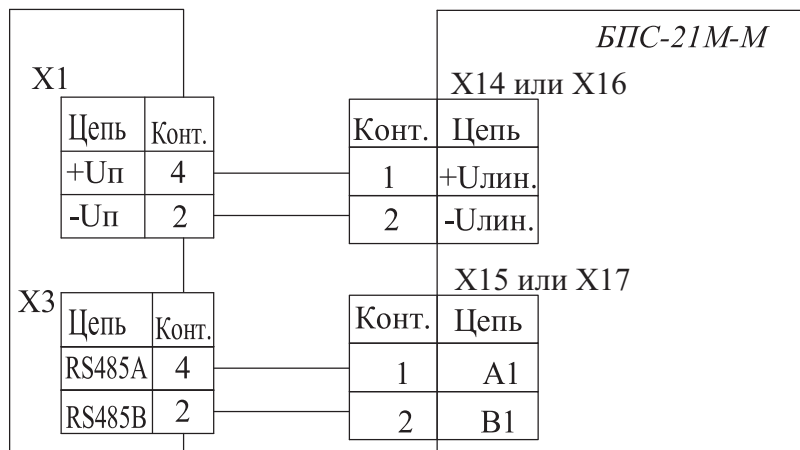 БПС-21М-М
X1
X14 или X16
Цепь Конт.
Конт. Цепь
+Uп 4
1 +Uлин.
-Uп 2
2 -Uлин.
X3
X15 или X17
Цепь Конт.
Конт. Цепь
RS485A 4
1 A1
RS485B 2
2 B1